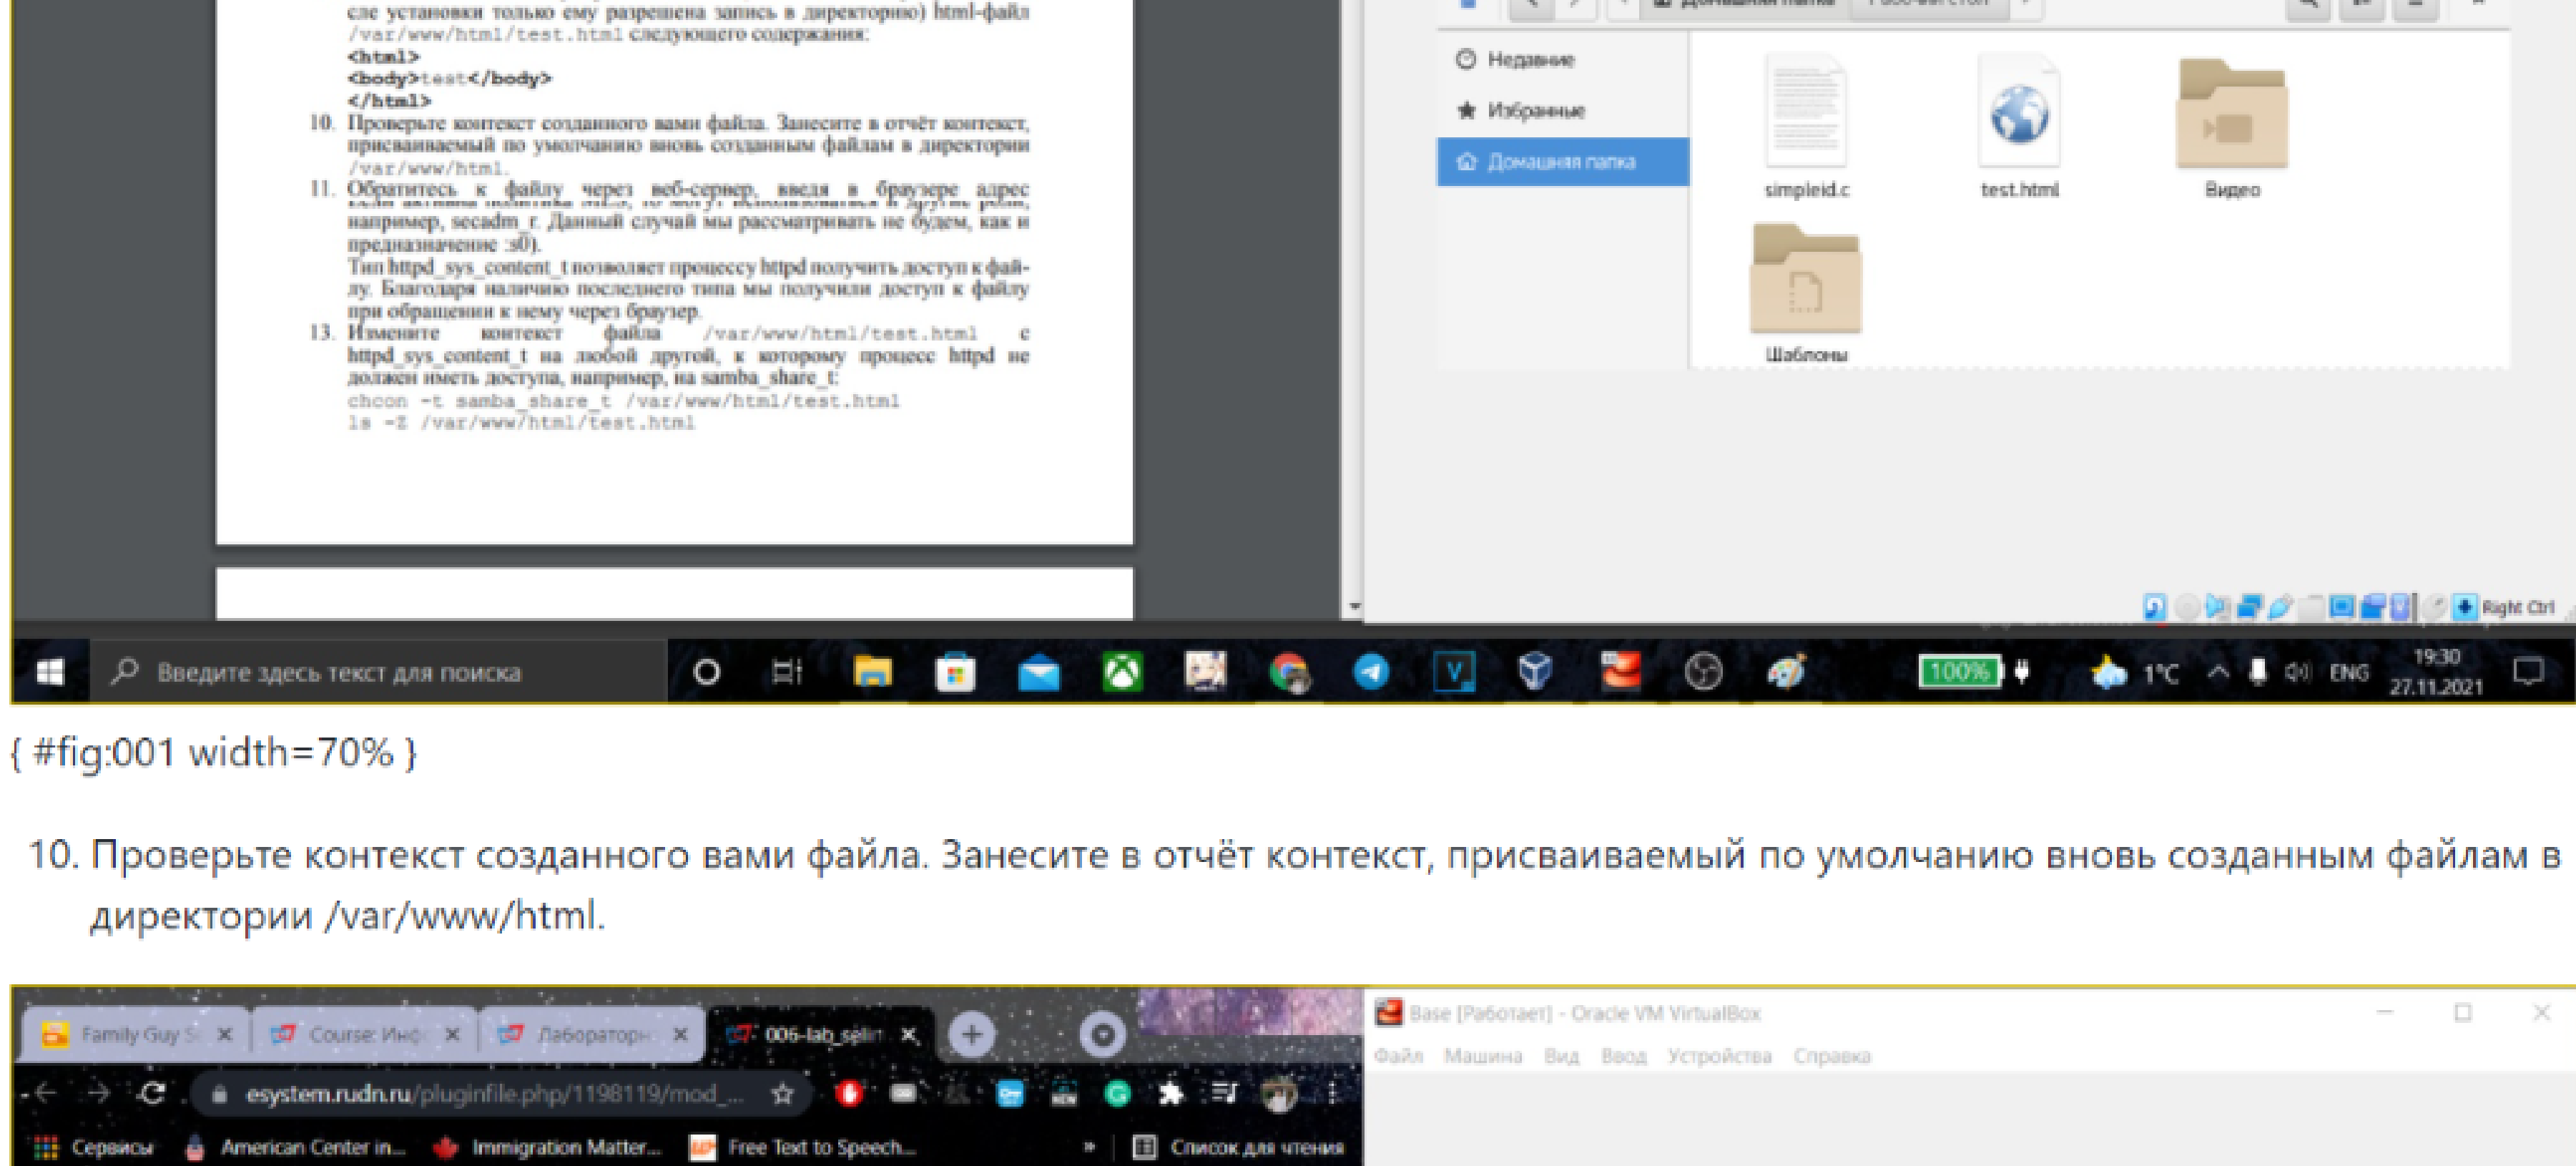 сле установки только ему разрешена запись в директорию) html-файл
/var/www/html/test.html следующего содержания:
<html>
<body>test</body>
</html>
10. Проверьте контекст созданного вами файла. Занесите в отчёт контекст,
присваиваемый по умолчанию вновь созданным файлам в директории
/var/www/html.
11. Обратитесь к файлу через веб-сервер, введя в браузере адрес
например, secadm_r. Данный случай мы рассматривать не будем, как и
предназначение :s0).
Тип httpd_sys_content_t позволяет процессу httpd получить доступ к фай-
лу. Благодаря наличию последнего типа мы получили доступ к файлу
при обращении к нему через браузер.
13. Измените контекст файла /var/www/html/test.html с
httpd_sys_content_t на любой другой, к которому процесс httpd не
должен иметь доступа, например, на samba_share_t:
chcon -t samba_share_t /var/www/html/test.html
ls -Z /var/www/html/test.html
Домашняя папка
Недавние
Избранные
Домашняя папка
simpleid.c
test.html
Видео
Шаблоны
Right Ctrl
Введите здесь текст для поиска
100%
1°C
ENG
19:30
27.11.2021
{ #fig:001 width=70% }
10. Проверьте контекст созданного вами файла. Занесите в отчёт контекст, присваиваемый по умолчанию вновь созданным файлам в
директории /var/www/html.
Family Guy
Course: Инф
Лабораторн
006-lab_selin
Base [Работает] - Oracle VM VirtualBox
Файл Машина Вид Ввод Устройства Справка
esystem.rudn.ru/pluginfile.php/1198119/mod_...
Сервисы
American Center in...
Immigration Matter...
Free Text to Speech...
»
Список для чтения